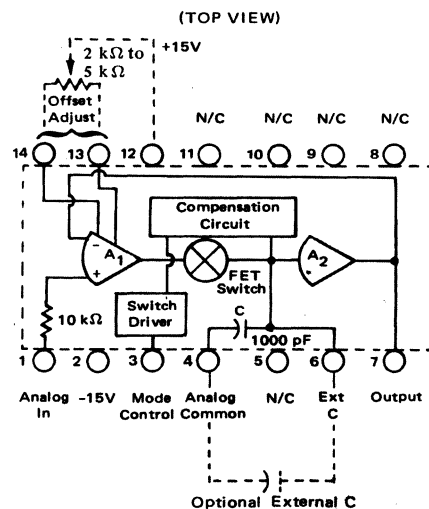 (TOP VIEW)
2 kΩ to
5 kΩ
+15V
Offset
Adjust
N/C
N/C
N/C
N/C
14
13
12
11
10
9
8
Compensation
Circuit
-
A1
+
FET
Switch
A2
-
10 kΩ
Switch
Driver
C
1000 pF
1
2
3
4
5
6
7
Analog
In
-15V
Mode
Control
Analog
Common
N/C
Ext
C
Output
Optional External C